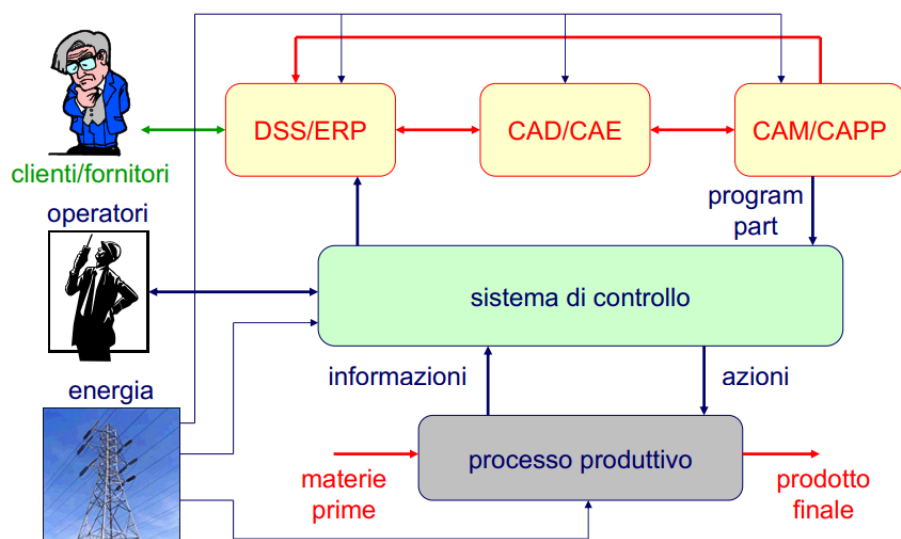 DSS/ERP
CAD/CAE
CAM/CAPP
clienti/fornitori
operatori
program
part
sistema di controllo
informazioni
azioni
energia
processo produttivo
materie
prime
prodotto
finale